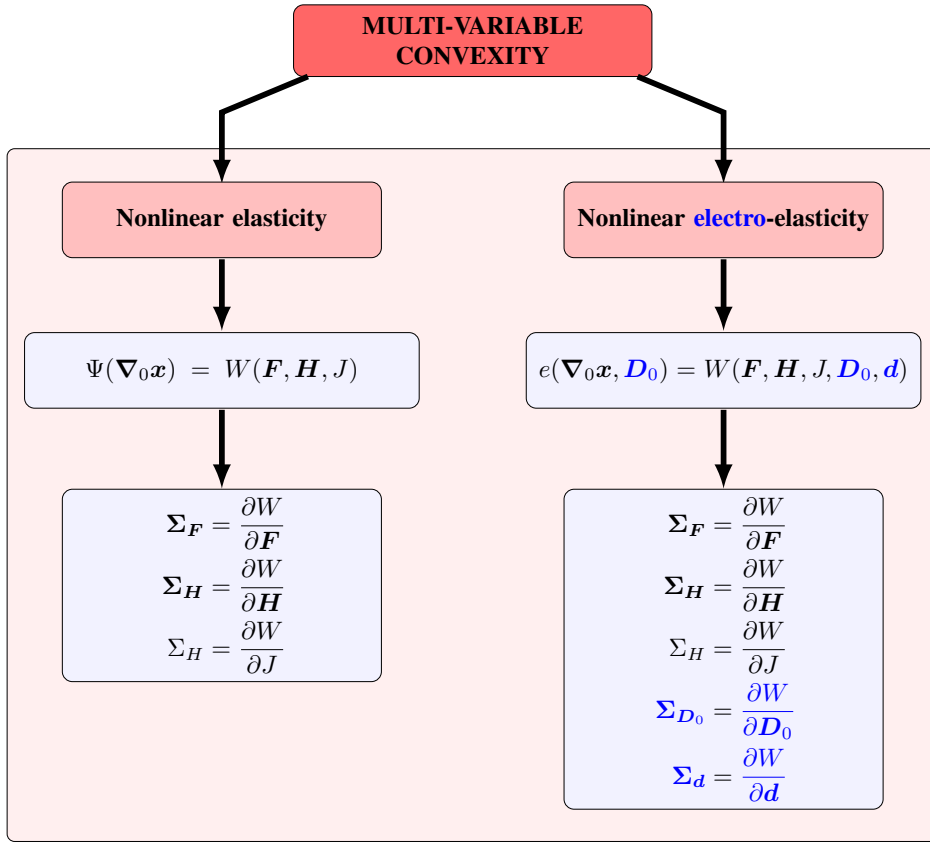 MULTI-VARIABLE
CONVEXITY
Nonlinear elasticity
Ψ(∇₀x) = W(F, H, J)
Σ_F = ∂W/∂F
Σ_H = ∂W/∂H
Σ_H = ∂W/∂J
Nonlinear electro-elasticity
e(∇₀x, D₀) = W(F, H, J, D₀, d)
Σ_F = ∂W/∂F
Σ_H = ∂W/∂H
Σ_H = ∂W/∂J
Σ_D₀ = ∂W/∂D₀
Σ_d = ∂W/∂d